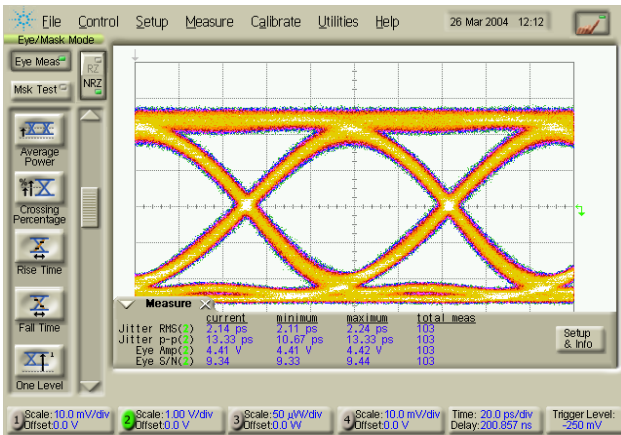 File Control Setup Measure Calibrate Utilities Help 26 Mar 2004 12:12
Eye/Mask Mode
Eye Meas
RZ
NRZ
Msk Test
Average
Power
Crossing
Percentage
Rise Time
Fall Time
One Level
Measure
current minimum maximum total meas
Jitter RMS(2) 2.14 ps 2.11 ps 2.24 ps 103
Jitter p-p(2) 13.33 ps 10.67 ps 13.33 ps 103
Eye Amp(2) 4.41 V 4.41 V 4.42 V 103
Eye S/N(2) 9.34 9.33 9.44 103
Setup
& Info
1 Scale: 10.0 mV/div
Offset:0.0 V
2 Scale: 1.00 V/div
Offset:0.0 V
3 Scale:50 µW/div
Offset:0.0 W
4 Scale: 10.0 mV/div
Offset:0.0 V
Time: 20.0 ps/div
Delay:200.857 ns
Trigger Level:
-250 mV